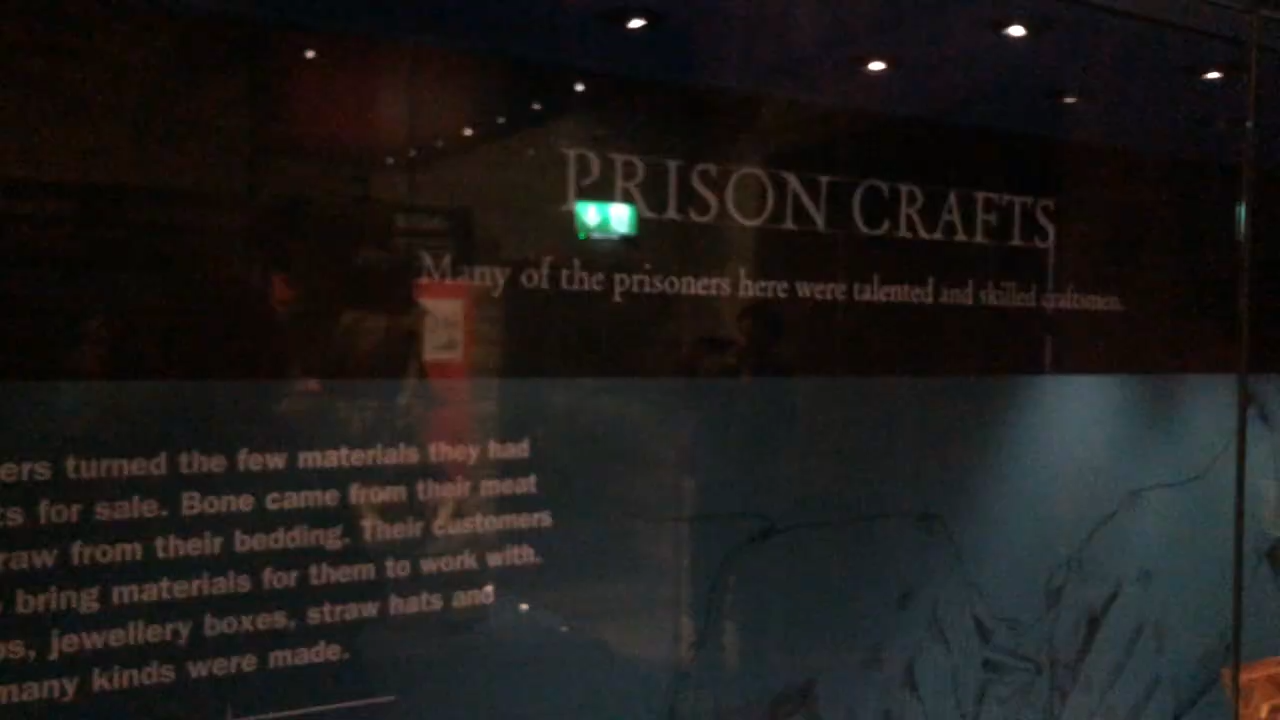 PRISON CRAFTS
Many of the prisoners here were talented and skilled craftsmen.
ers turned the few materials they had
ts for sale. Bone came from their meat
raw from their bedding. Their customers
bring materials for them to work with.
os, jewellery boxes, straw hats and
many kinds were made.